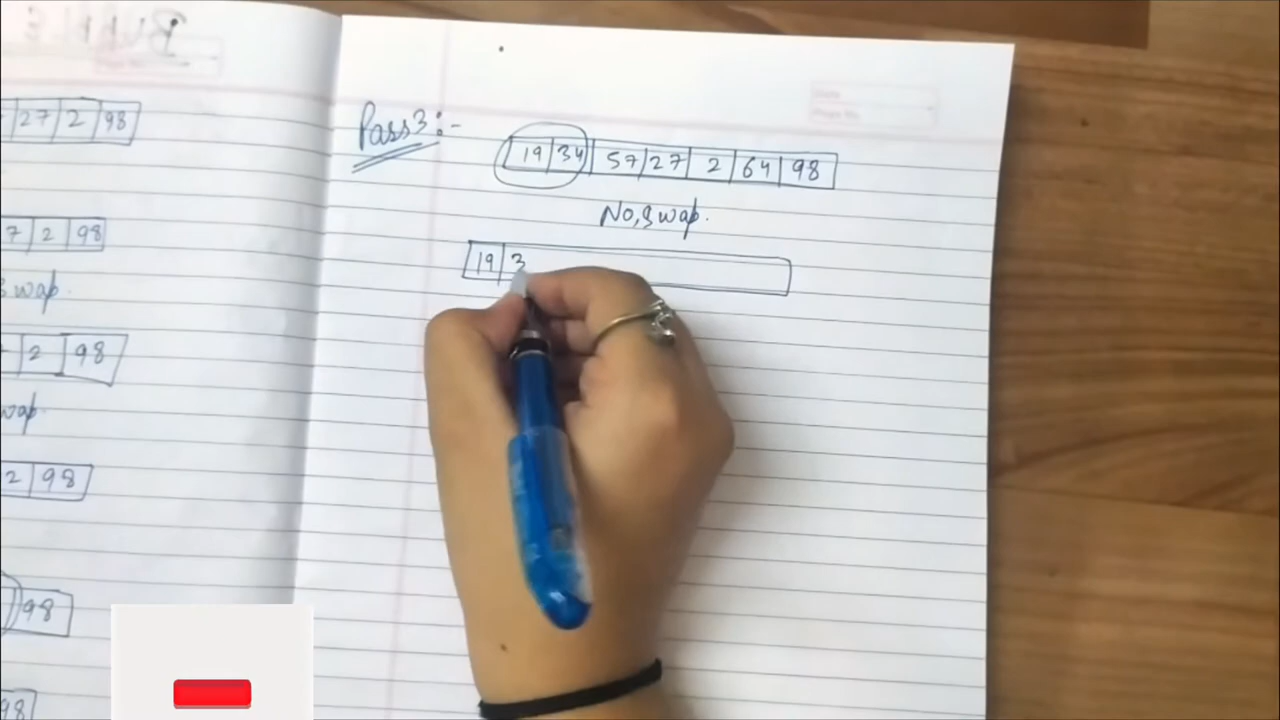 27 2 98
7 2 98
swap.
2 98
wap.
2 98
98
98
Pass3:-
19 34 57 27 2 64 98
No, swap.
19 3